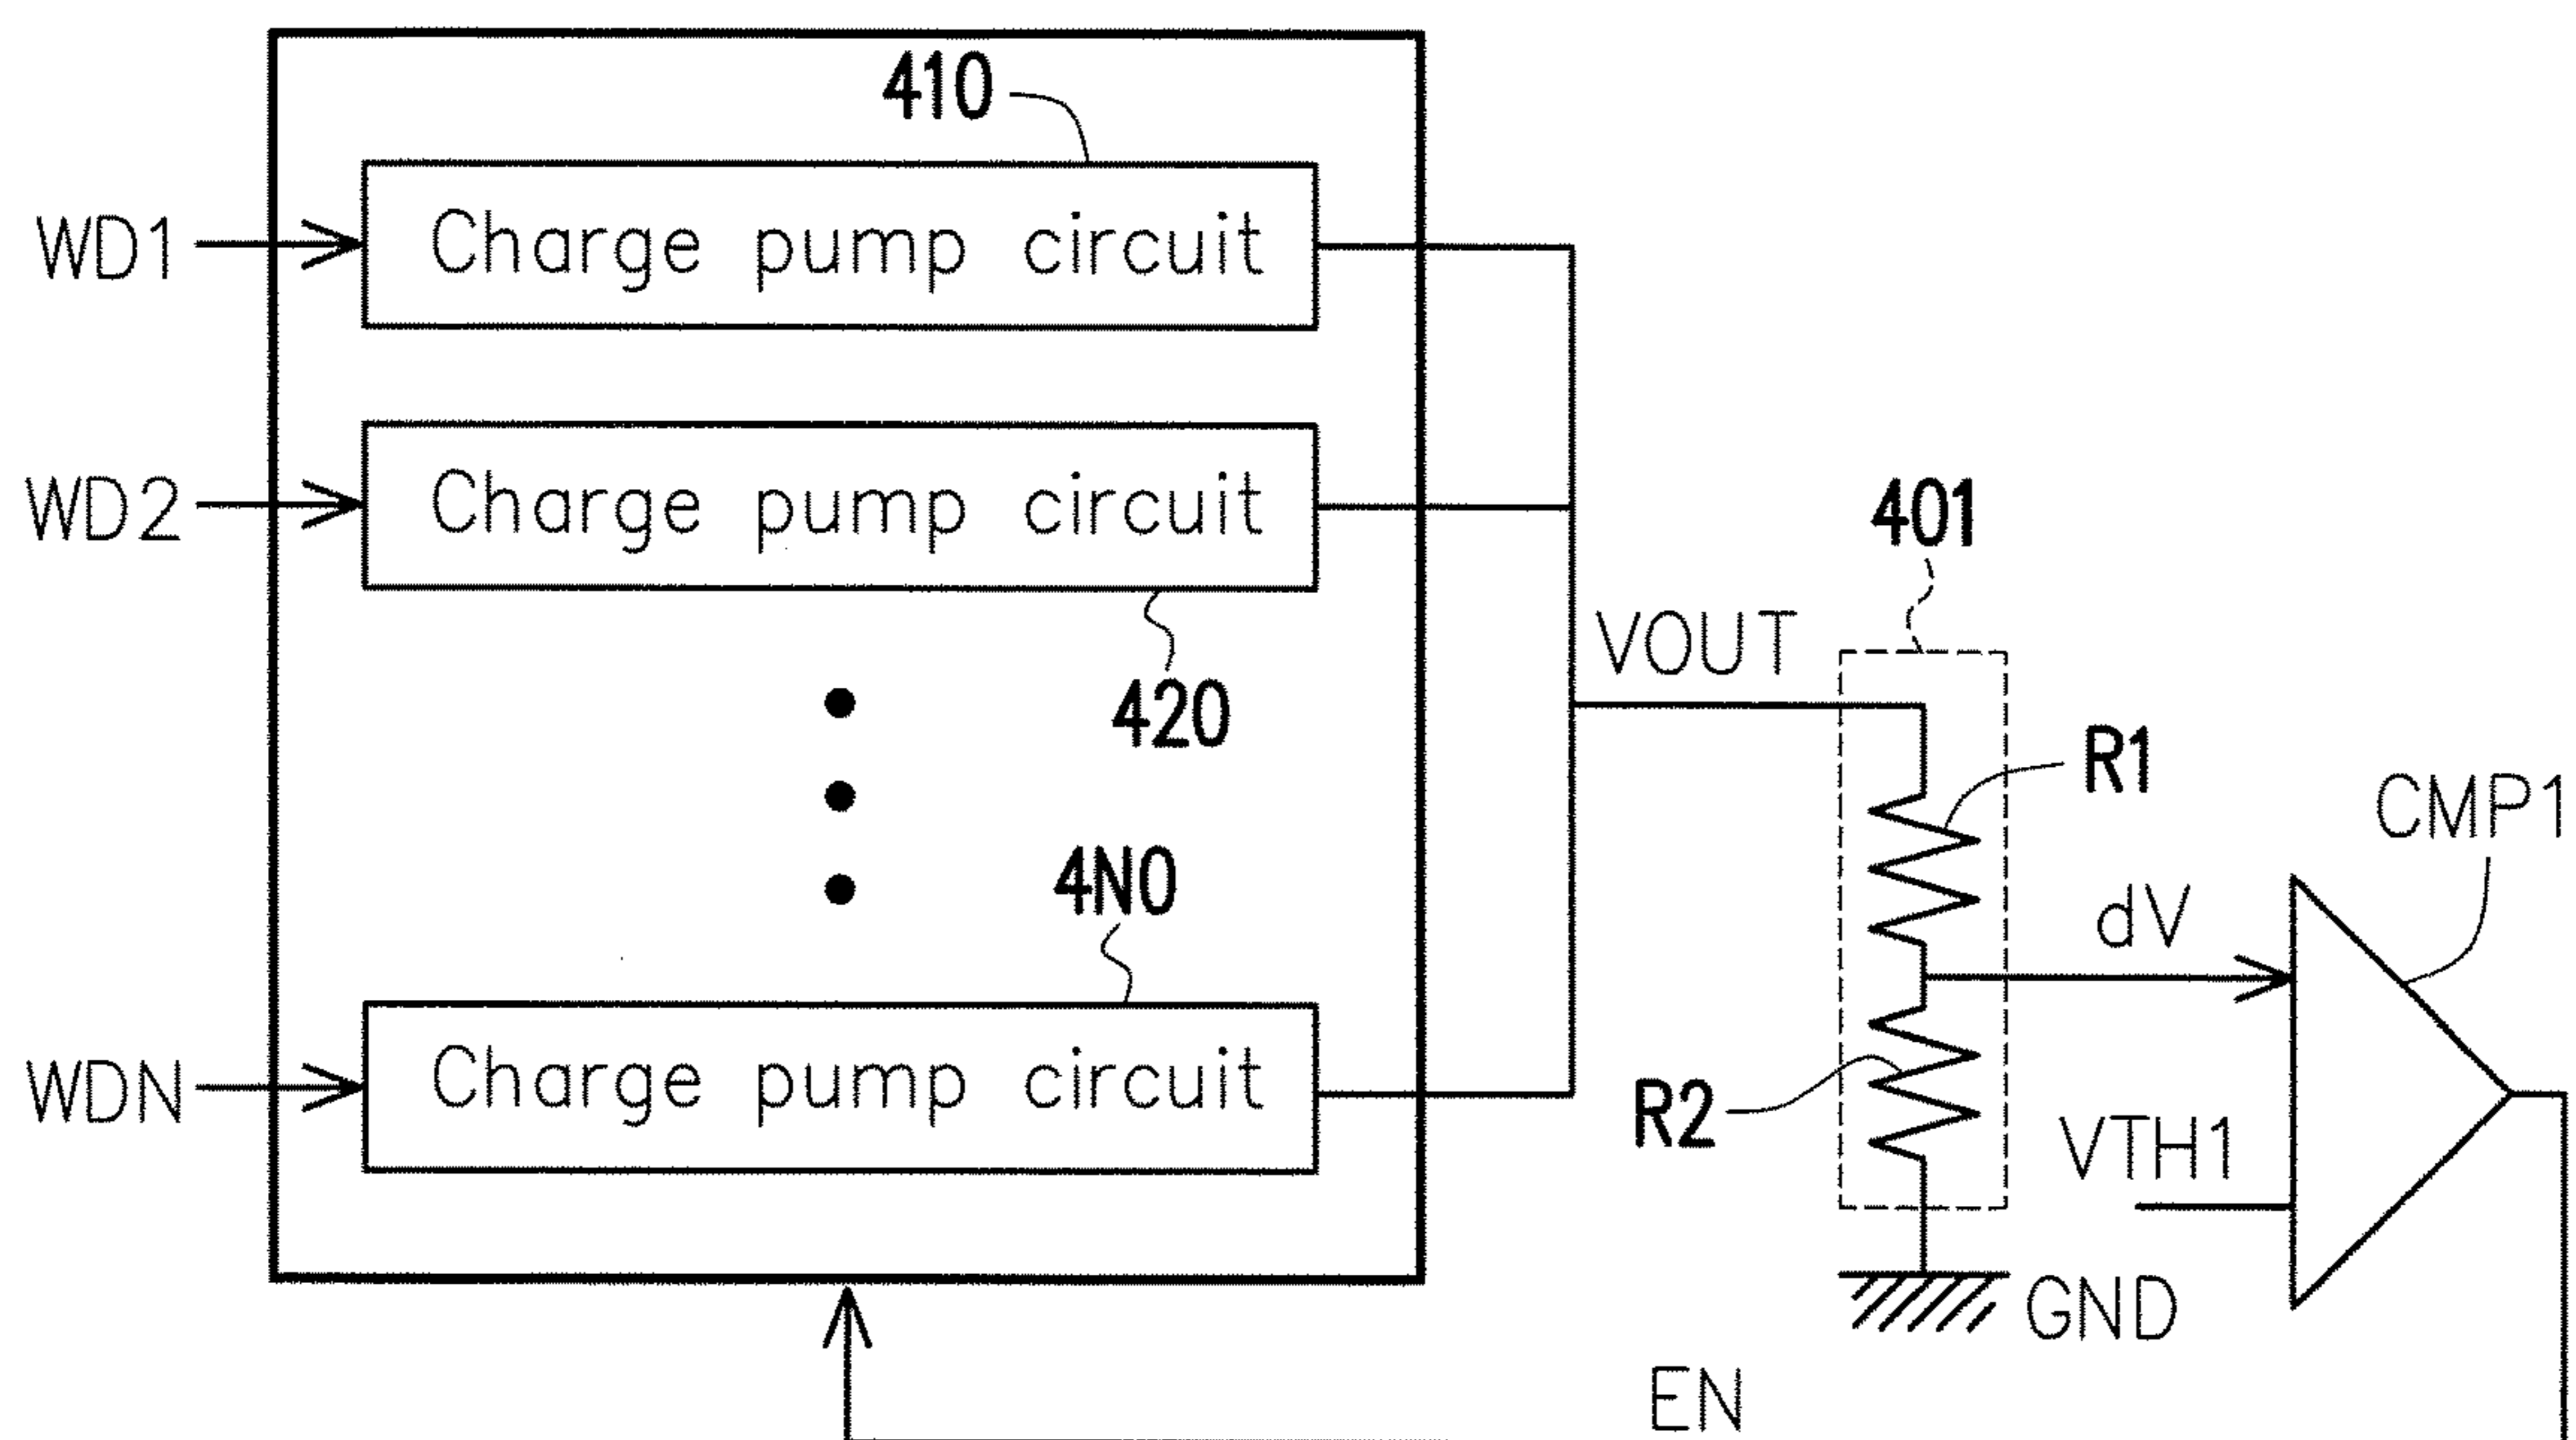 410
WD1
Charge pump circuit
WD2
Charge pump circuit
420
401
VOUT
R1
CMP1
4N0
dV
WDN
Charge pump circuit
R2
VTH1
GND
EN